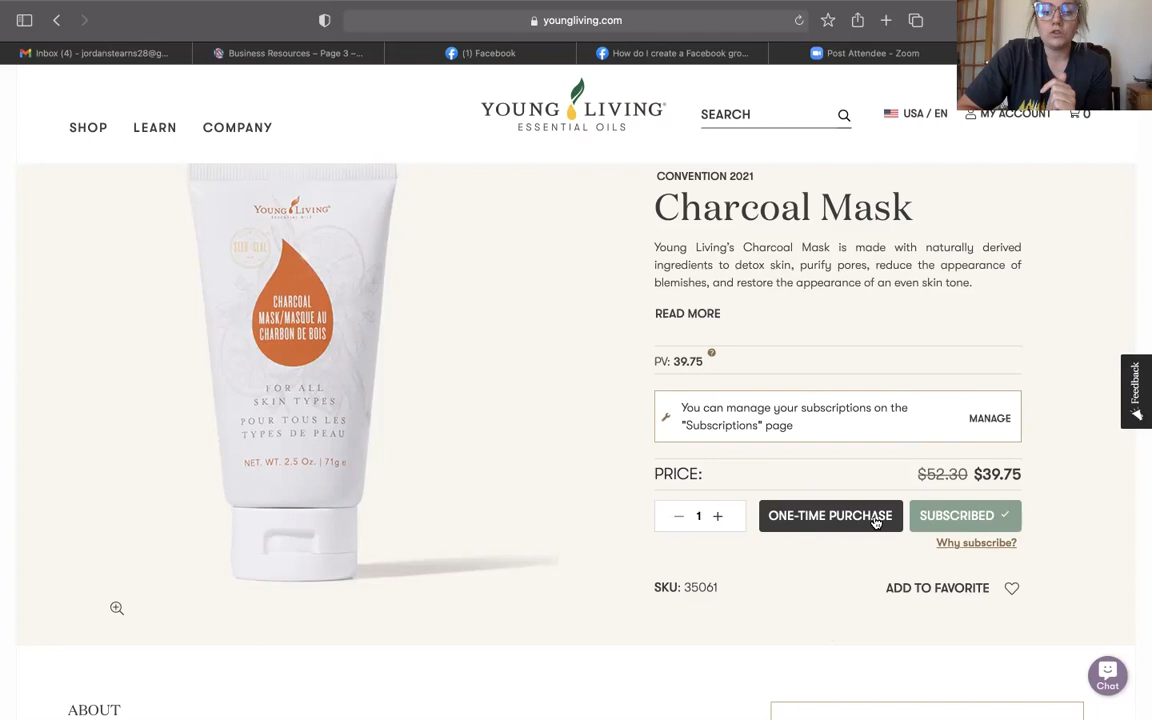 youngliving.com
Inbox (4) - jordanstearns28@g...
Business Resources – Page 3 –...
(1) Facebook
How do I create a Facebook gro...
Post Attendee - Zoom
SHOP
LEARN
COMPANY
YOUNG LIVING
ESSENTIAL OILS
SEARCH
USA / EN
MY ACCOUNT
0
CONVENTION 2021
Charcoal Mask
Young Living's Charcoal Mask is made with naturally derived
ingredients to detox skin, purify pores, reduce the appearance of
blemishes, and restore the appearance of an even skin tone.
READ MORE
PV: 39.75
You can manage your subscriptions on the
"Subscriptions" page
MANAGE
PRICE:
$52.30 $39.75
1
ONE-TIME PURCHASE
SUBSCRIBED
Why subscribe?
SKU: 35061
ADD TO FAVORITE
YOUNG LIVING
ESSENTIAL OILS
SEED SEAL
CHARCOAL
MASK/MASQUE AU
CHARBON DE BOIS
FOR ALL
SKIN TYPES
POUR TOUS LES
TYPES DE PEAU
NET. WT. 2.5 Oz. | 71g e
Feedback
Chat
ABOUT